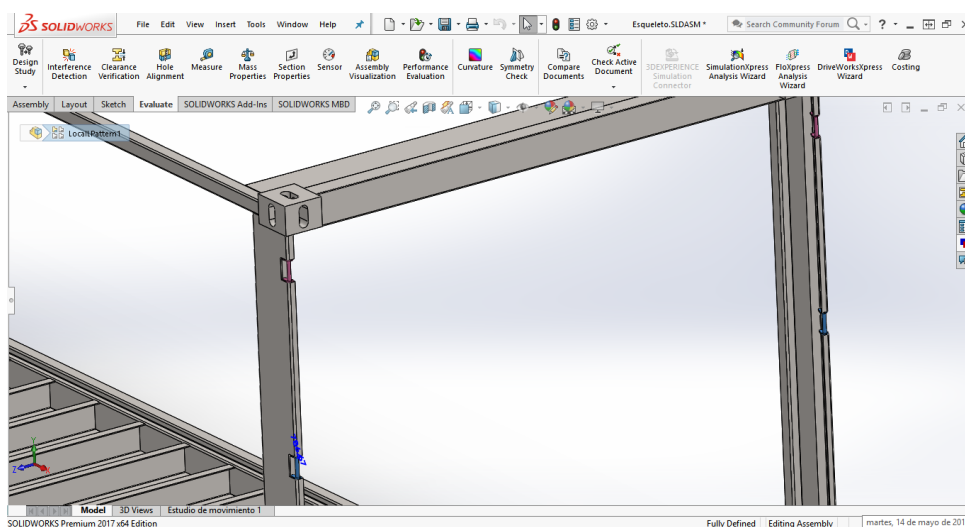 SOLIDWORKS File Edit View Insert Tools Window Help Esqueleto.SLDASM * Search Community Forum ?
Design Study
Interference Detection
Clearance Verification
Hole Alignment
Measure
Mass Properties
Section Properties
Sensor
Assembly Visualization
Performance Evaluation
Curvature
Symmetry Check
Compare Documents
Check Active Document
3DEXPERIENCE Simulation Connector
SimulationXpress Analysis Wizard
FloXpress Analysis Wizard
DriveWorksXpress Wizard
Costing
Assembly Layout Sketch Evaluate SOLIDWORKS Add-Ins SOLIDWORKS MBD
LocalLPattern1
Y
Z
Model 3D Views Estudio de movimiento 1
SOLIDWORKS Premium 2017 x64 Edition Fully Defined Editing Assembly martes, 14 de mayo de 201